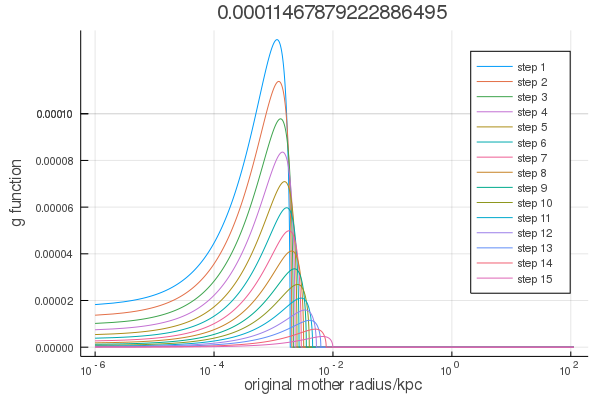 0.00011467879222886495
g function
0.00010
0.00008
0.00006
0.00004
0.00002
0.00000
step 1
step 2
step 3
step 4
step 5
step 6
step 7
step 8
step 9
step 10
step 11
step 12
step 13
step 14
step 15
10^-6 10^-4 10^-2 10^0 10^2
original mother radius/kpc